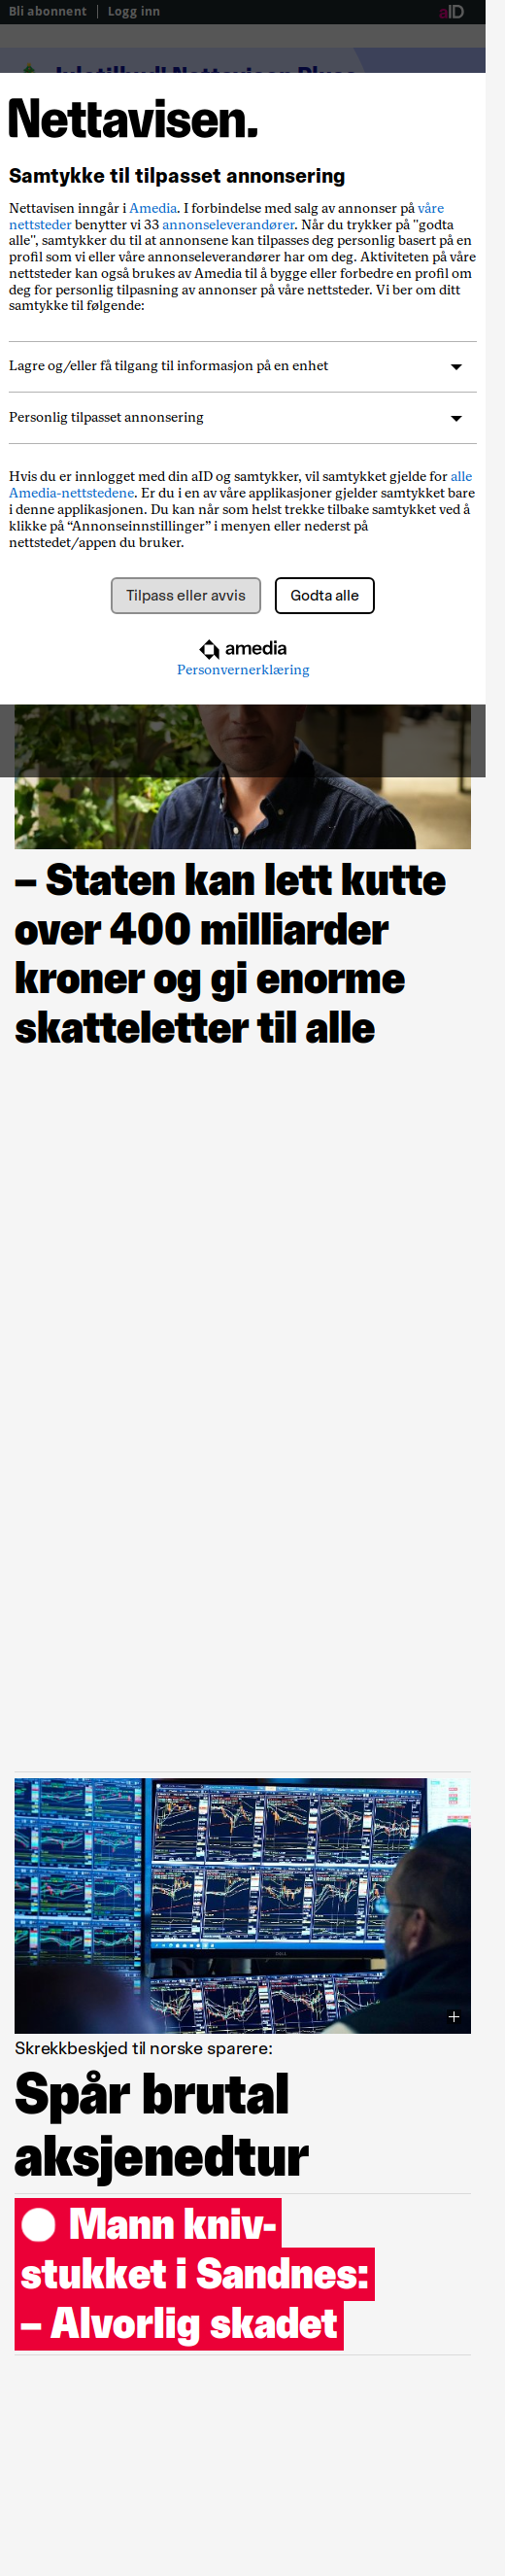 Bli abonnent | Logg inn aID
Nettavisen.
Samtykke til tilpasset annonsering
Nettavisen inngår i Amedia. I forbindelse med salg av annonser på våre
nettsteder benytter vi 33 annonseleverandører. Når du trykker på "godta
alle", samtykker du til at annonsene kan tilpasses deg personlig basert på en
profil som vi eller våre annonseleverandører har om deg. Aktiviteten på våre
nettsteder kan også brukes av Amedia til å bygge eller forbedre en profil om
deg for personlig tilpasning av annonser på våre nettsteder. Vi ber om ditt
samtykke til følgende:
Lagre og/eller få tilgang til informasjon på en enhet
Personlig tilpasset annonsering
Hvis du er innlogget med din aID og samtykker, vil samtykket gjelde for alle
Amedia-nettstedene. Er du i en av våre applikasjoner gjelder samtykket bare
i denne applikasjonen. Du kan når som helst trekke tilbake samtykket ved å
klikke på “Annonseinnstillinger” i menyen eller nederst på
nettstedet/appen du bruker.
Tilpass eller avvis Godta alle
amedia
Personvernerklæring
– Staten kan lett kutte
over 400 milliarder
kroner og gi enorme
skatteletter til alle
Skrekkbeskjed til norske sparere:
Spår brutal
aksjenedtur
Mann kniv-
stukket i Sandnes:
– Alvorlig skadet